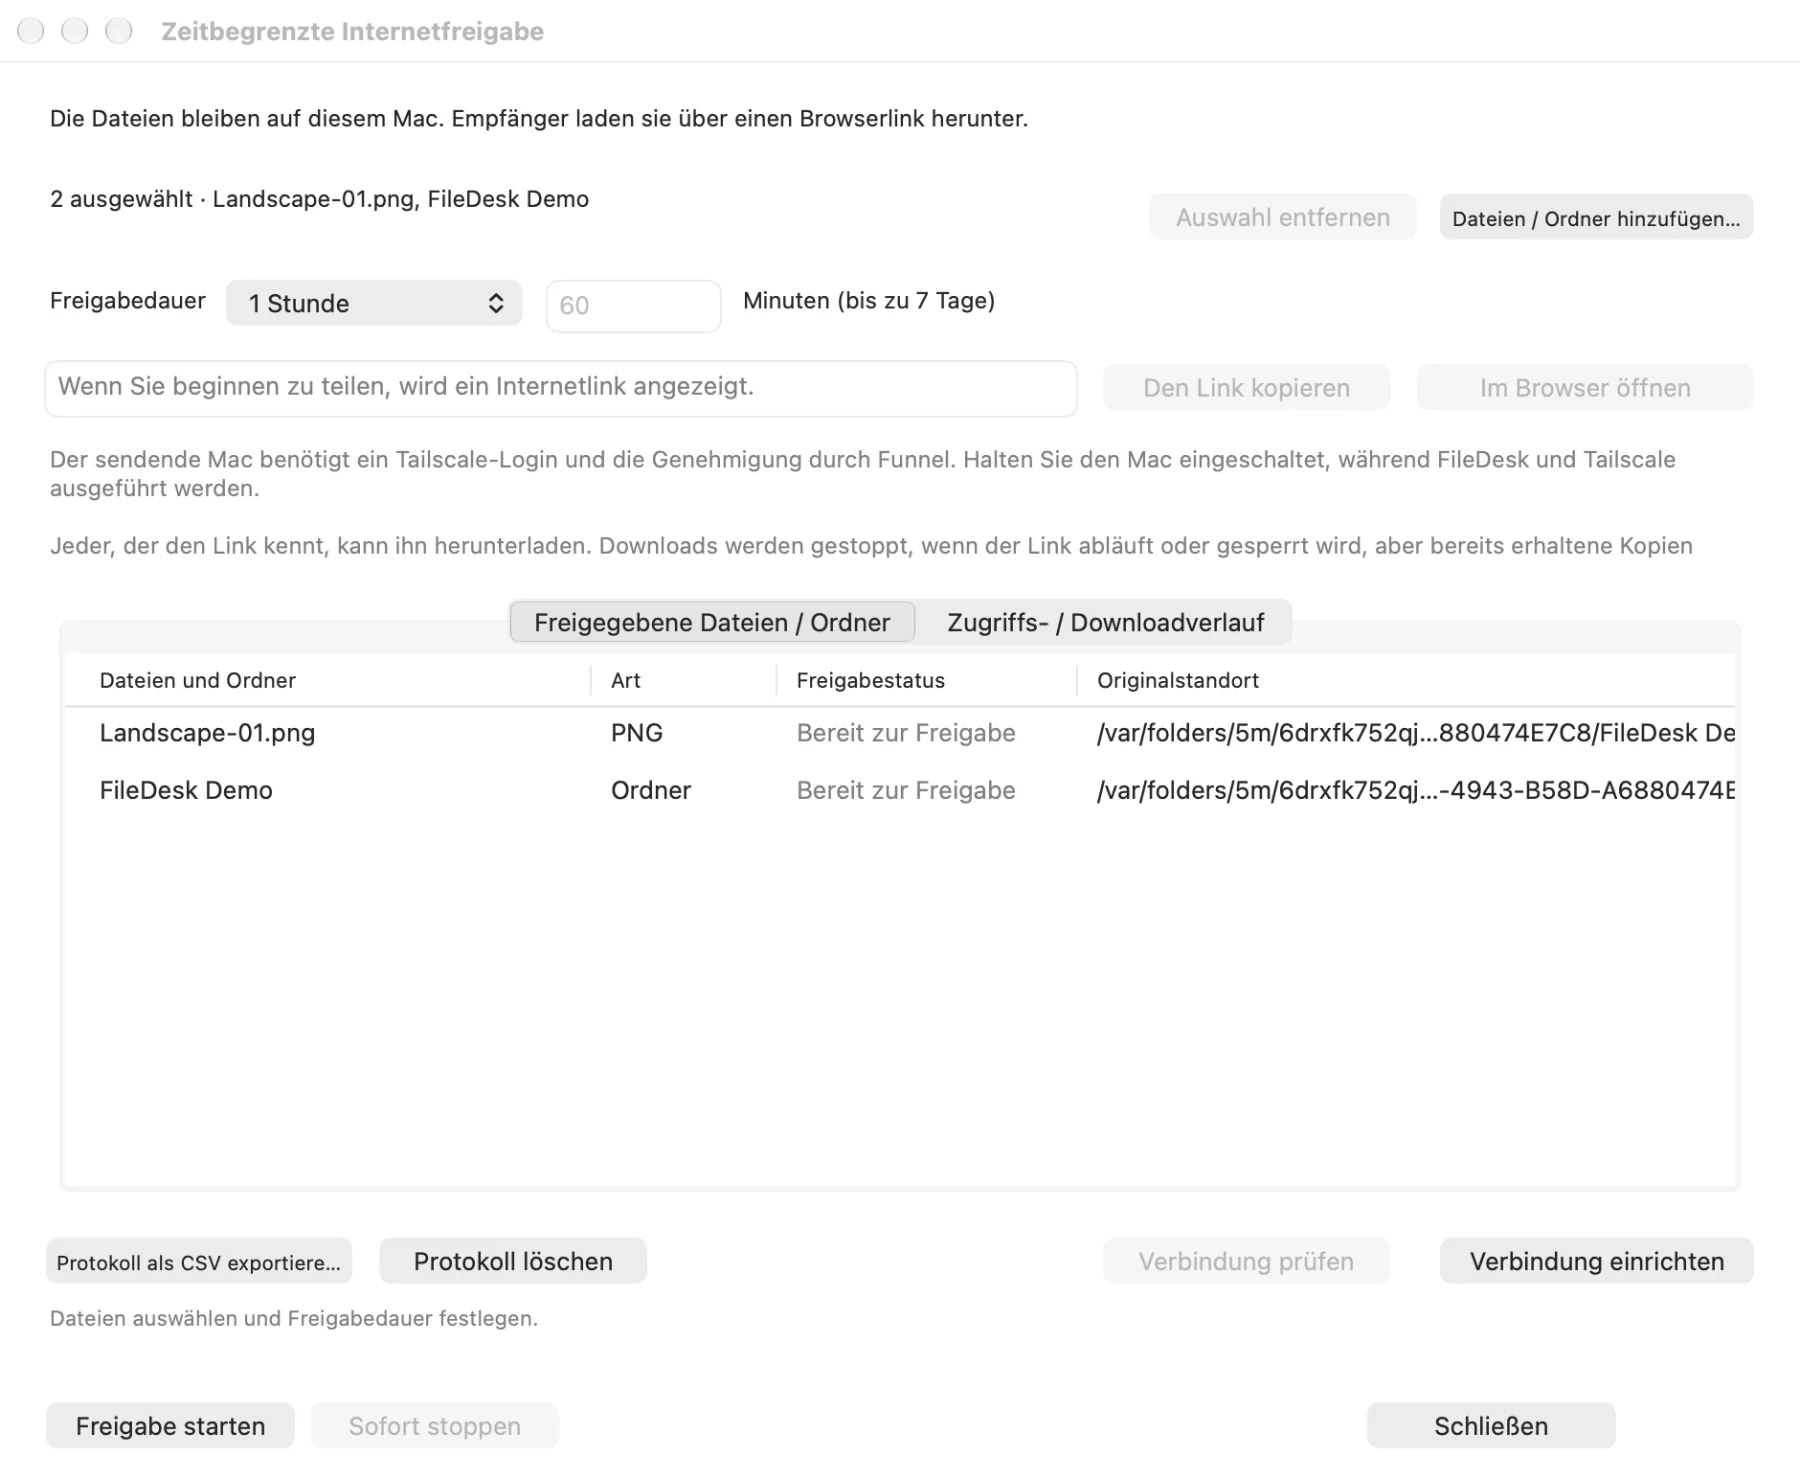 Zeitbegrenzte Internetfreigabe
Die Dateien bleiben auf diesem Mac. Empfänger laden sie über einen Browserlink herunter.
2 ausgewählt · Landscape-01.png, FileDesk Demo
Auswahl entfernen
Dateien / Ordner hinzufügen...
Freigabedauer
1 Stunde
60
Minuten (bis zu 7 Tage)
Wenn Sie beginnen zu teilen, wird ein Internetlink angezeigt.
Den Link kopieren
Im Browser öffnen
Der sendende Mac benötigt ein Tailscale-Login und die Genehmigung durch Funnel. Halten Sie den Mac eingeschaltet, während FileDesk und Tailscale
ausgeführt werden.
Jeder, der den Link kennt, kann ihn herunterladen. Downloads werden gestoppt, wenn der Link abläuft oder gesperrt wird, aber bereits erhaltene Kopien
Freigegebene Dateien / Ordner
Zugriffs- / Downloadverlauf
Dateien und Ordner
Art
Freigabestatus
Originalstandort
Landscape-01.png
PNG
Bereit zur Freigabe
/var/folders/5m/6drxfk752qj...880474E7C8/FileDesk De
FileDesk Demo
Ordner
Bereit zur Freigabe
/var/folders/5m/6drxfk752qj...-4943-B58D-A6880474E
Protokoll als CSV exportiere...
Protokoll löschen
Verbindung prüfen
Verbindung einrichten
Dateien auswählen und Freigabedauer festlegen.
Freigabe starten
Sofort stoppen
Schließen